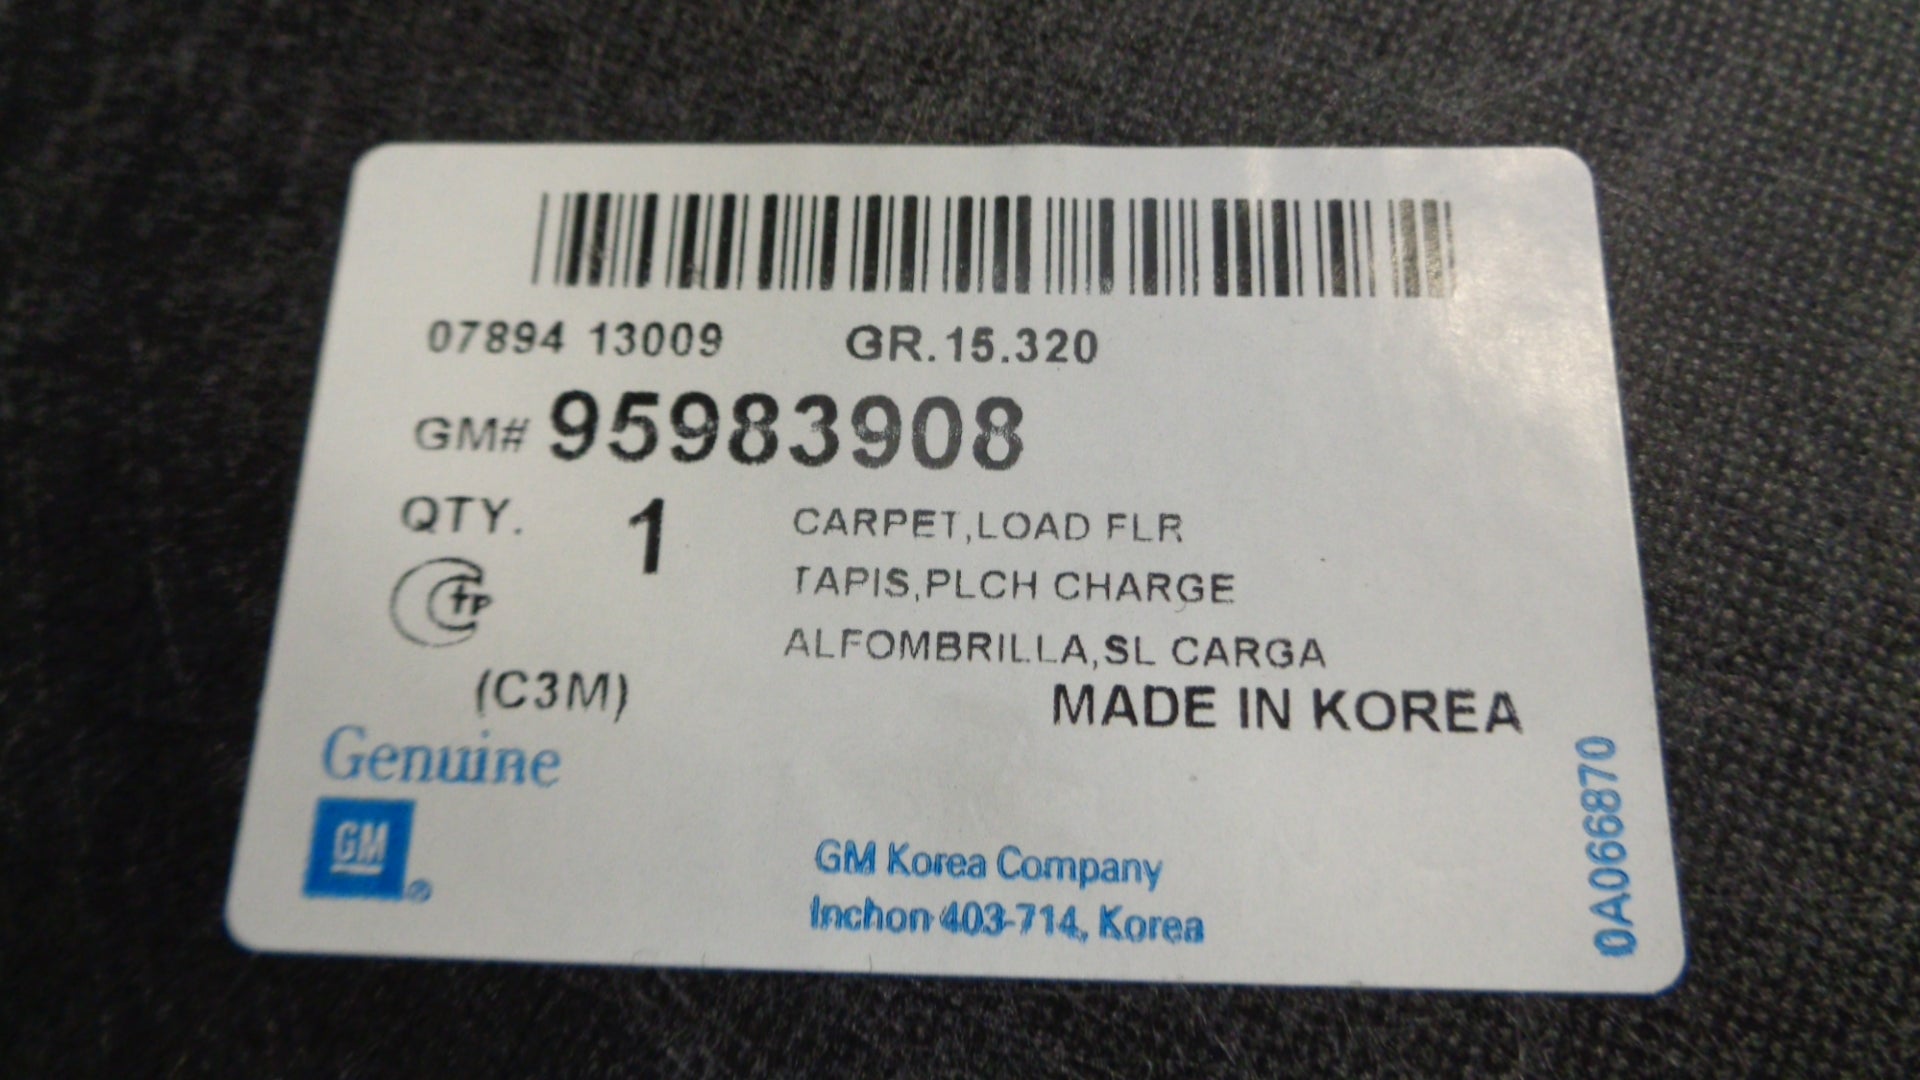 07894 13009 GR.15.320
GM# 95983908
QTY. 1 CARPET,LOAD FLR
TAPIS,PLCH CHARGE
ALFOMBRILLA,SL CARGA
(C3M)
MADE IN KOREA
Genuine
GM®
GM Korea Company
Inchon 403-714, Korea
0A066870